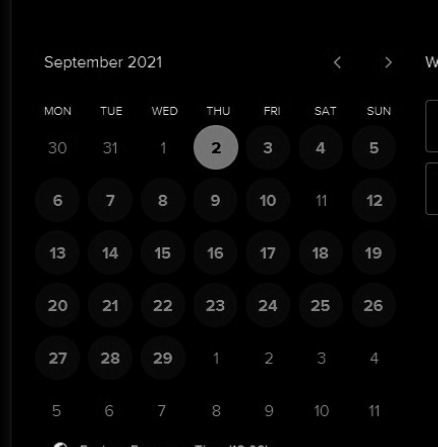 September 2021 < > W
MON TUE WED THU FRI SAT SUN
30 31 1 2 3 4 5
6 7 8 9 10 11 12
13 14 15 16 17 18 19
20 21 22 23 24 25 26
27 28 29 1 2 3 4
5 6 7 8 9 10 11